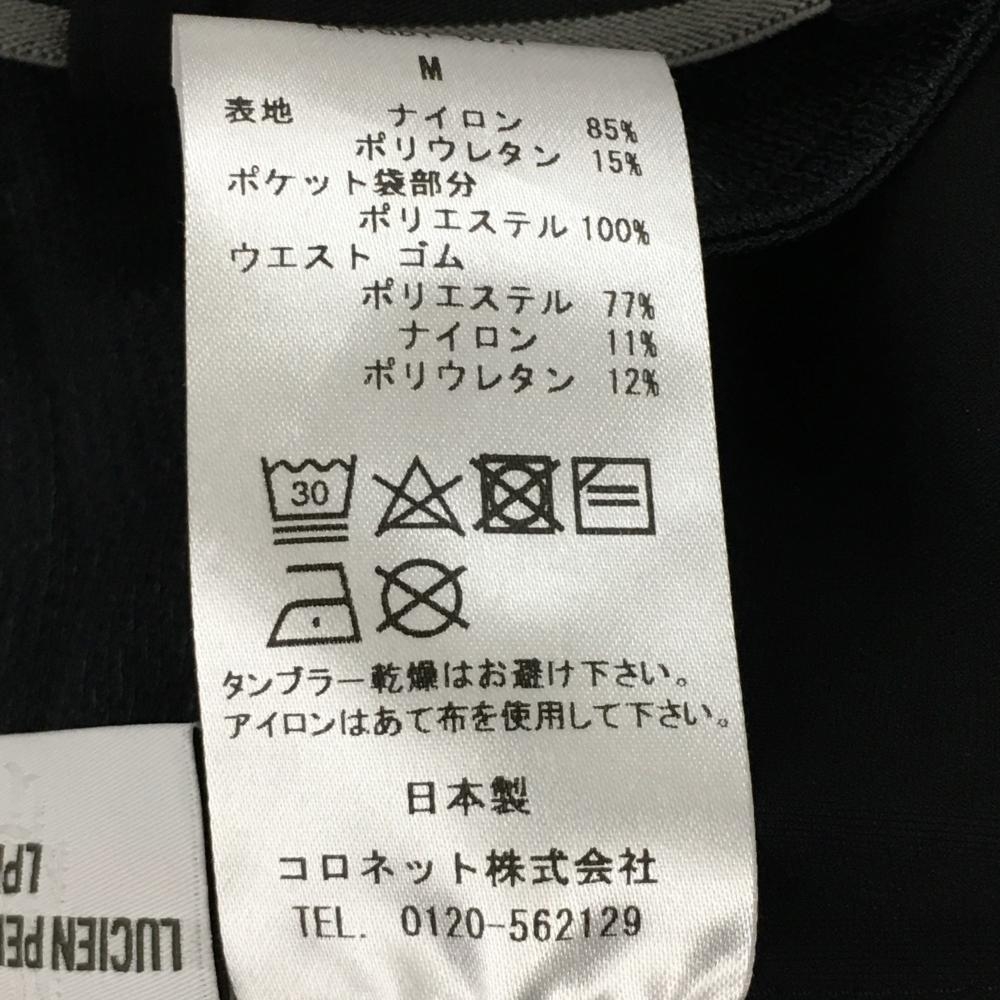 M
表地 ナイロン 85%
ポリウレタン 15%
ポケット袋部分
ポリエステル 100%
ウエスト ゴム
ポリエステル 77%
ナイロン 11%
ポリウレタン 12%
30
タンブラー乾燥はお避け下さい。
アイロンはあて布を使用して下さい。
日本製
コロネット株式会社
TEL. 0120-562129
LUCIEN